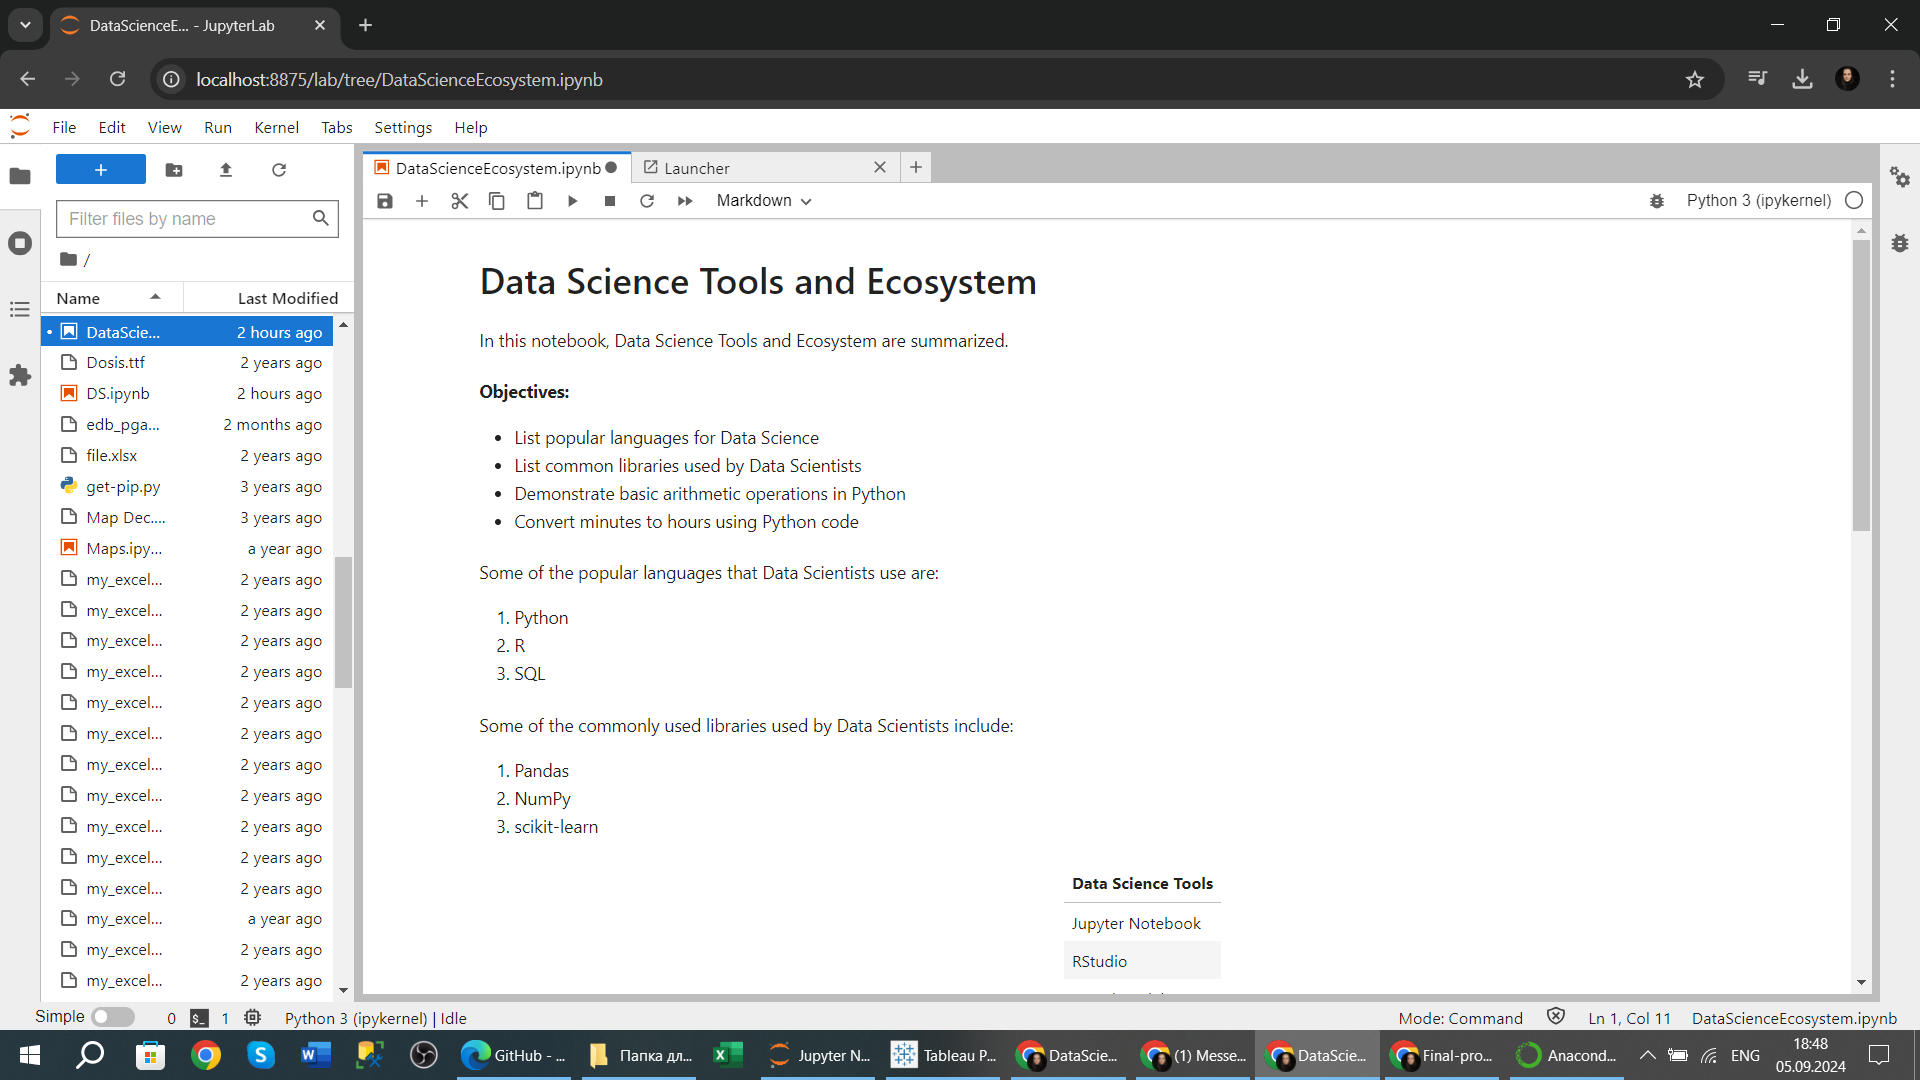 DataScienceE... - JupyterLab
localhost:8875/lab/tree/DataScienceEcosystem.ipynb
File Edit View Run Kernel Tabs Settings Help
DataScienceEcosystem.ipynb Launcher
Markdown Python 3 (ipykernel)
Filter files by name
/
Name Last Modified
DataScie... 2 hours ago
Dosis.ttf 2 years ago
DS.ipynb 2 hours ago
edb_pga... 2 months ago
file.xlsx 2 years ago
get-pip.py 3 years ago
Map Dec.... 3 years ago
Maps.ipy... a year ago
my_excel... 2 years ago
my_excel... 2 years ago
my_excel... 2 years ago
my_excel... 2 years ago
my_excel... 2 years ago
my_excel... 2 years ago
my_excel... 2 years ago
my_excel... 2 years ago
my_excel... 2 years ago
my_excel... 2 years ago
my_excel... 2 years ago
my_excel... a year ago
my_excel... 2 years ago
my_excel... 2 years ago
Data Science Tools and Ecosystem
In this notebook, Data Science Tools and Ecosystem are summarized.
Objectives:
• List popular languages for Data Science
• List common libraries used by Data Scientists
• Demonstrate basic arithmetic operations in Python
• Convert minutes to hours using Python code
Some of the popular languages that Data Scientists use are:
1. Python
2. R
3. SQL
Some of the commonly used libraries used by Data Scientists include:
1. Pandas
2. NumPy
3. scikit-learn
Data Science Tools
Jupyter Notebook
RStudio
Simple 0 1 Python 3 (ipykernel) | Idle Mode: Command Ln 1, Col 11 DataScienceEcosystem.ipynb
GitHub - ... Папка дл... Jupyter N... Tableau P... DataScie... (1) Messe... DataScie... Final-pro... Anacond... ENG
18:48
05.09.2024